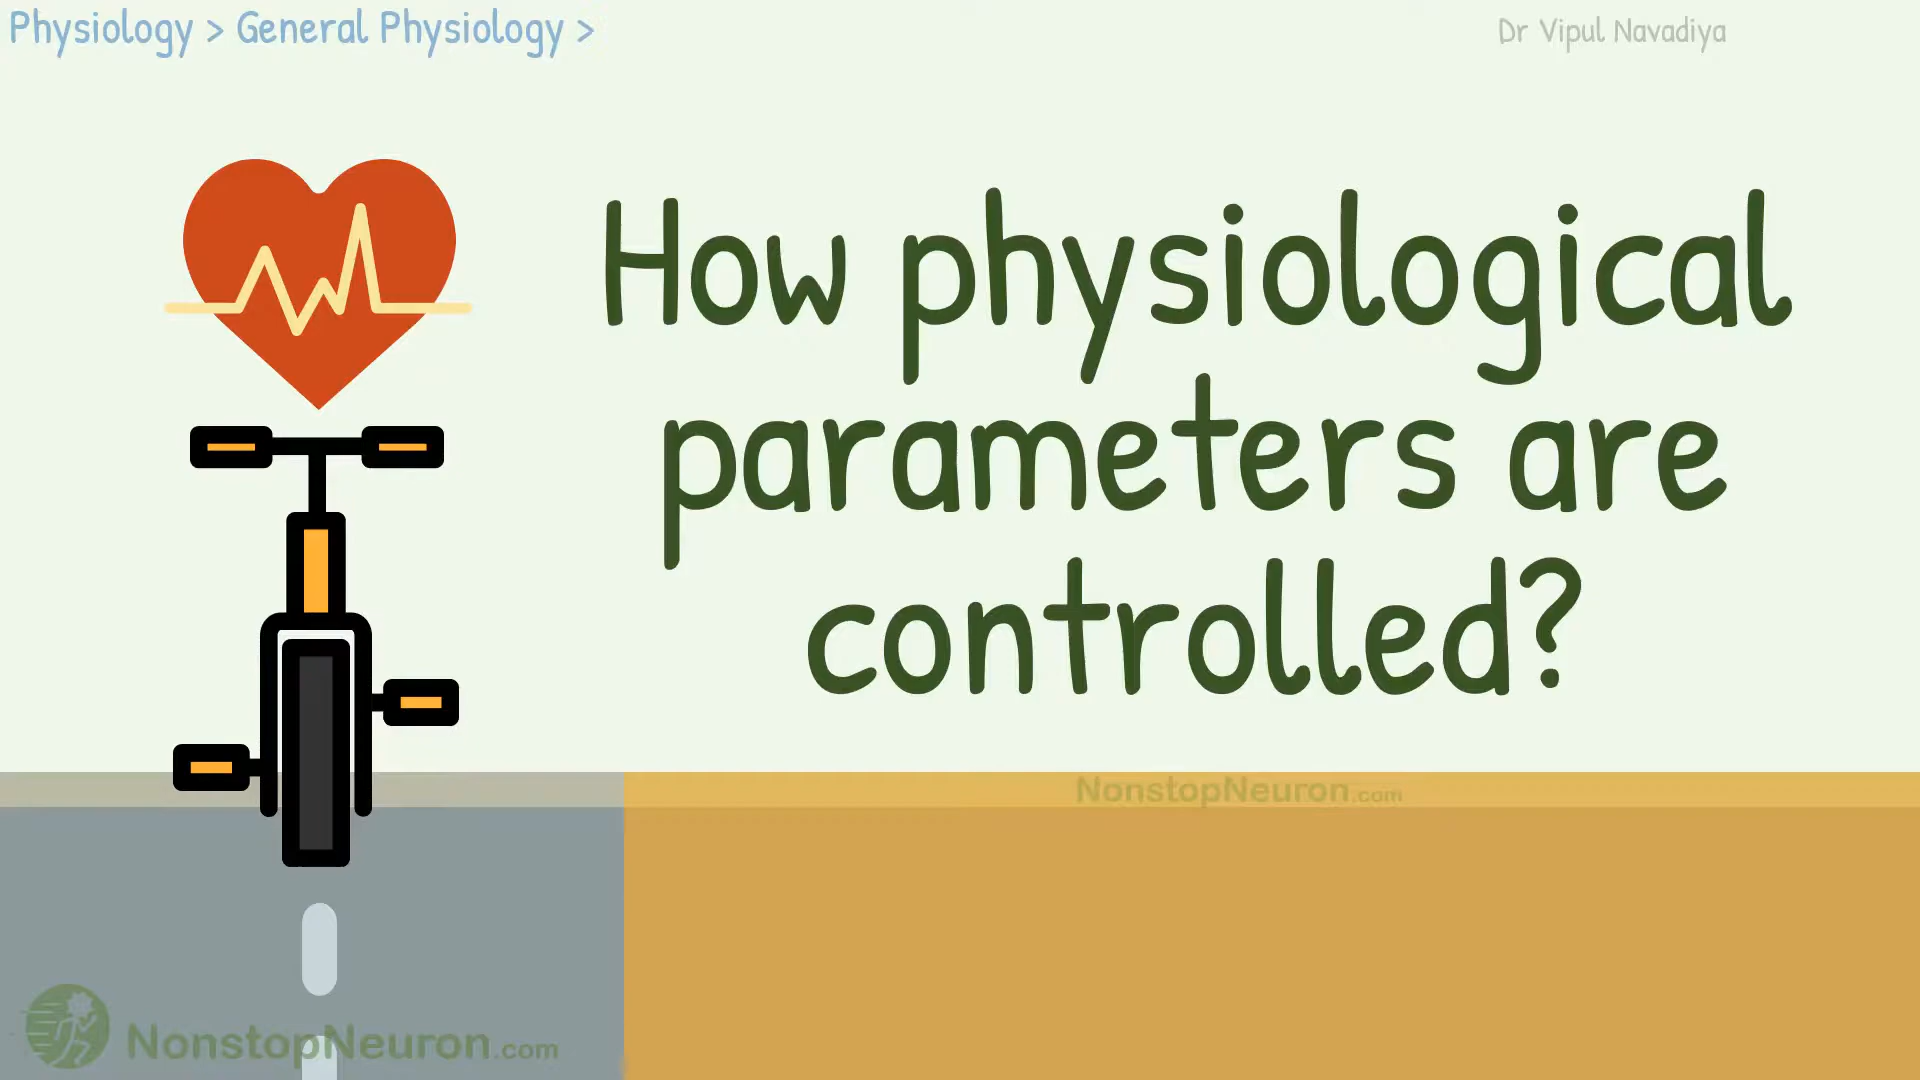 Physiology > General Physiology >
Dr Vipul Navadiya
How physiological
parameters are
controlled?
NonstopNeuron.com
NonstopNeuron.com